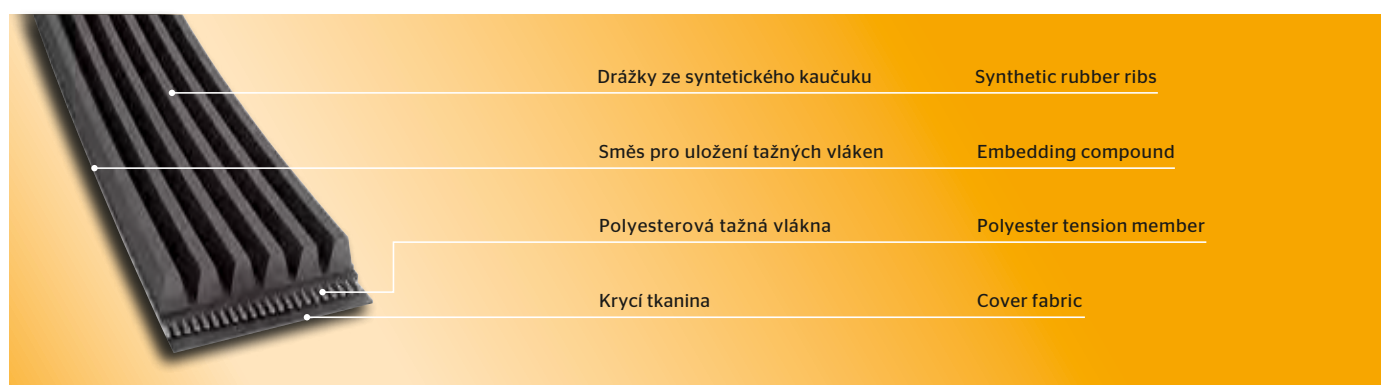 Drážky ze syntetického kaučuku Synthetic rubber ribs
Směs pro uložení tažných vláken Embedding compound
Polyesterová tažná vlákna Polyester tension member
Krycí tkanina Cover fabric